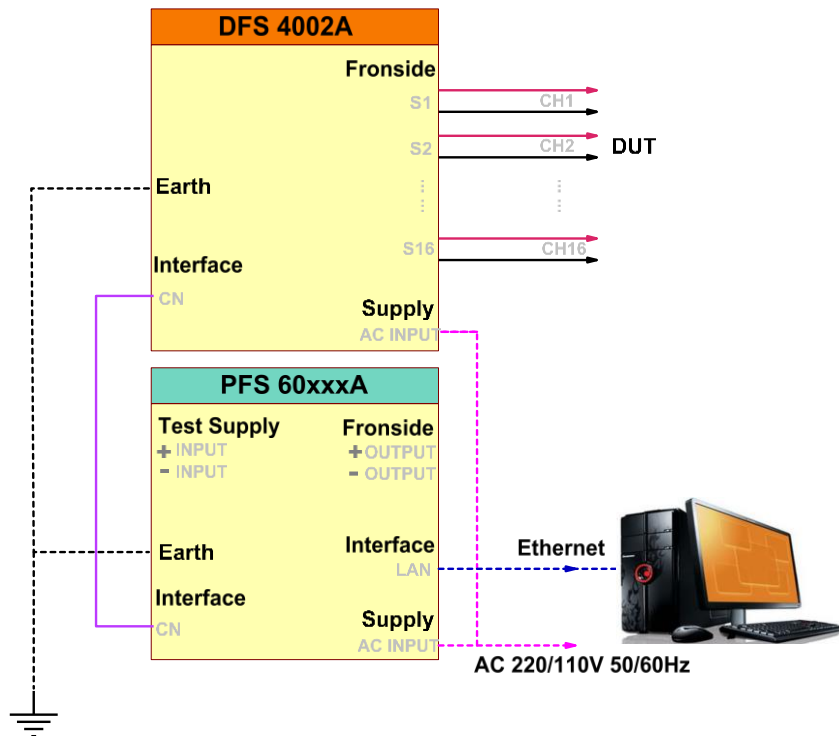 DFS 4002A
Fronside
S1 CH1
S2 CH2 DUT
Earth
S16 CH16
Interface
CN
Supply
AC INPUT
PFS 60xxxA
Test Supply Fronside
+ INPUT + OUTPUT
- INPUT - OUTPUT
Earth Interface Ethernet
LAN
Interface
CN
Supply
AC INPUT
AC 220/110V 50/60Hz